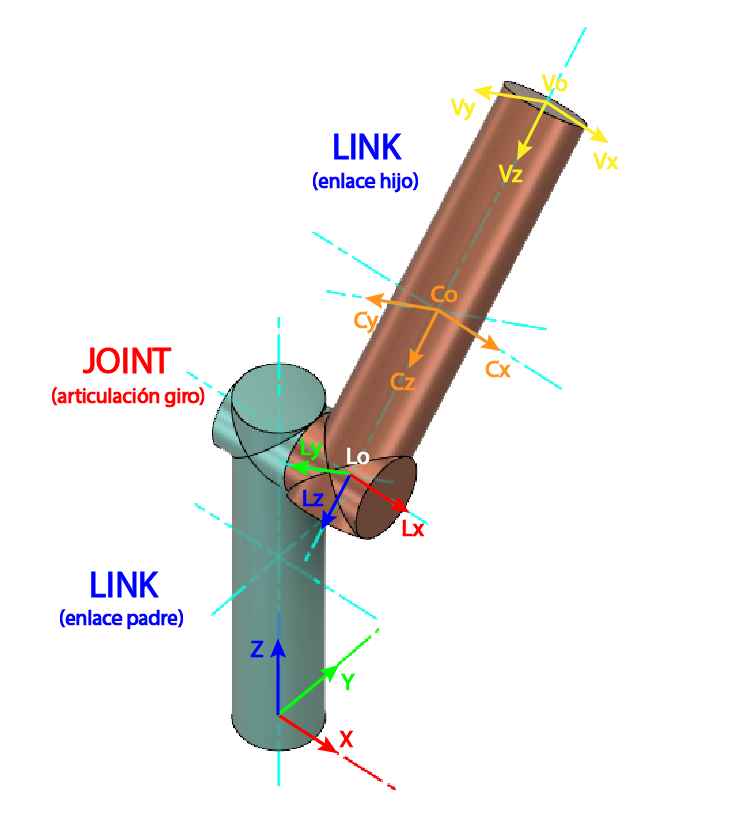 Vo
Vy
Vx
Vz
LINK
(enlace hijo)
Co
Cy
Cx
Cz
JOINT
(articulación giro)
Ly
Lo
Lz
Lx
LINK
(enlace padre)
Z
Y
X